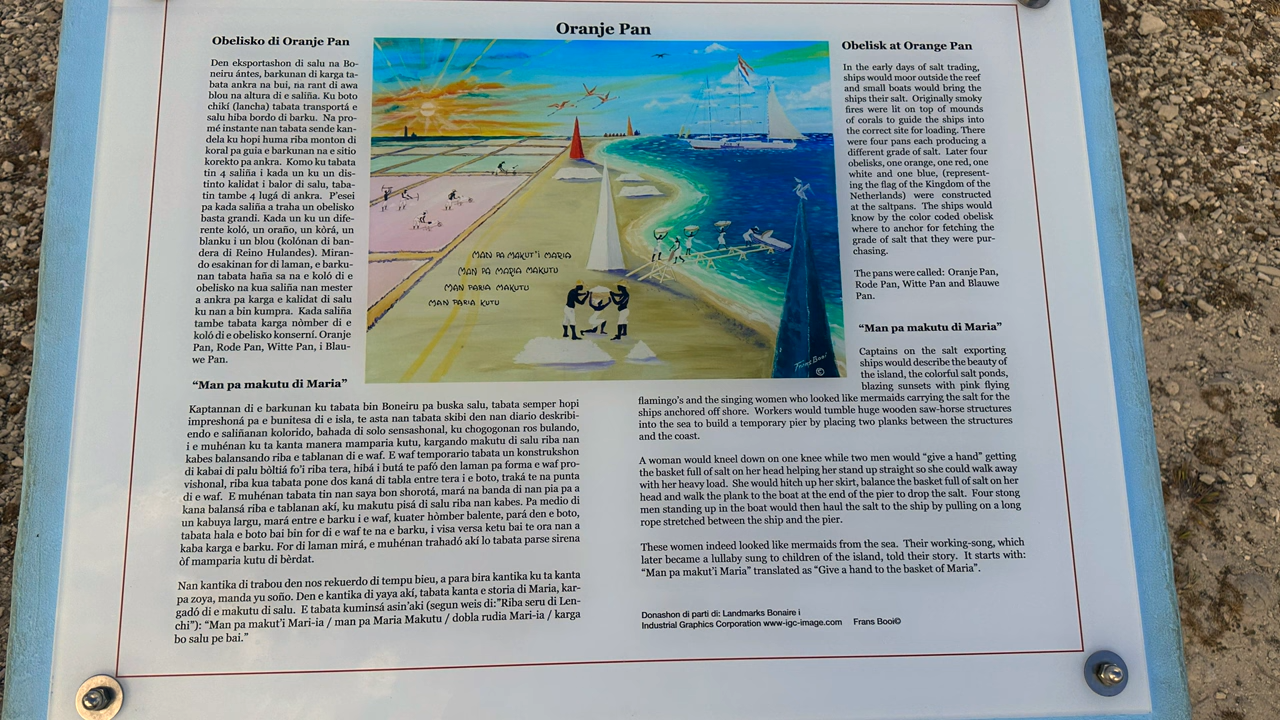 Oranje Pan
Obelisko di Oranje Pan
Den eksportashon di salu na Bo-
neiru ántes, barkunan di karga ta-
bata ankra na bui, na rant di awa
blou na altura di e saliña. Ku boto
chikí (lancha) tabata transportá e
salu hiba bordo di barku. Na pro-
mé instante nan tabata sende kan-
dela ku hopi huma riba monton di
koral pa guia e barkunan na e sitio
korekto pa ankra. Komo ku tabata
tin 4 saliña i kada un ku un dis-
tinto kalidat i balor di salu, taba-
tin tambe 4 lugá di ankra. P'esei
pa kada saliña a traha un obelisko
basta grandi. Kada un ku un dife-
rente koló, un oraño, un kòrá, un
blanku i un blou (kolónan di ban-
dera di Reino Hulandes). Miran-
do esakinan for di laman, e barku-
nan tabata haña sa na e koló di e
obelisko na kua saliña nan mester
a ankra pa karga e kalidat di salu
ku nan a bin kumpra. Kada saliña
tambe tabata karga nòmber di e
koló di e obelisko konserní. Oranje
Pan, Rode Pan, Witte Pan, i Blau-
we Pan.
"Man pa makutu di Maria"
Kaptannan di e barkunan ku tabata bin Boneiru pa buska salu, tabata semper hopi
impreshoná pa e bunitesa di e isla, te asta nan tabata skibi den nan diario deskribi-
endo e saliñanan kolorido, bahada di solo sensashonal, ku chogogonan ros bulando,
i e muhénan ku ta kanta manera mamparia kutu, kargando makutu di salu riba nan
kabes balansando riba e tablanan di e waf. E waf temporario tabata un konstrukshon
di kabai di palu bòltiá fo'i riba tera, hibá i butá te pafó den laman pa forma e waf pro-
vishonal, riba kua tabata pone dos kaná di tabla entre tera i e boto, traká te na punta
di e waf. E muhénan tabata tin nan saya bon shorotá, mará na banda di nan pia pa a
kana balansá riba e tablanan akí, ku makutu pisá di salu riba nan kabes. Pa medio di
un kabuya largu, mará entre e barku i e waf, kuater hòmber balente, pará den e boto,
tabata hala e boto bai bin for di e waf te na e barku, i visa versa ketu bai te ora nan a
kaba karga e barku. For di laman mirá, e muhénan trahadó akí lo tabata parse sirena
òf mamparia kutu di bèrdat.
Nan kantika di trabou den nos rekuerdo di tempu bieu, a para bira kantika ku ta kanta
pa zoya, manda yu soño. Den e kantika di yaya akí, tabata kanta e storia di Maria, kar-
gadó di e makutu di salu. E tabata kuminsá asin'aki (segun weis di:"Riba seru di Len-
chi"): "Man pa makut'i Mari-ia / man pa Maria Makutu / dobla rudia Mari-ia / karga
bo salu pe bai."
MAN PA MAKUT'I MARIA
MAN PA MARIA MAKUTU
MAN PARIA MAKUTU
MAN PARIA KUTU
Frans Booi
©
Obelisk at Orange Pan
In the early days of salt trading,
ships would moor outside the reef
and small boats would bring the
ships their salt. Originally smoky
fires were lit on top of mounds
of corals to guide the ships into
the correct site for loading. There
were four pans each producing a
different grade of salt. Later four
obelisks, one orange, one red, one
white and one blue, (represent-
ing the flag of the Kingdom of the
Netherlands) were constructed
at the saltpans. The ships would
know by the color coded obelisk
where to anchor for fetching the
grade of salt that they were pur-
chasing.
The pans were called: Oranje Pan,
Rode Pan, Witte Pan and Blauwe
Pan.
"Man pa makutu di Maria"
Captains on the salt exporting
ships would describe the beauty of
the island, the colorful salt ponds,
blazing sunsets with pink flying
flamingo's and the singing women who looked like mermaids carrying the salt for the
ships anchored off shore. Workers would tumble huge wooden saw-horse structures
into the sea to build a temporary pier by placing two planks between the structures
and the coast.
A woman would kneel down on one knee while two men would "give a hand" getting
the basket full of salt on her head helping her stand up straight so she could walk away
with her heavy load. She would hitch up her skirt, balance the basket full of salt on her
head and walk the plank to the boat at the end of the pier to drop the salt. Four stong
men standing up in the boat would then haul the salt to the ship by pulling on a long
rope stretched between the ship and the pier.
These women indeed looked like mermaids from the sea. Their working-song, which
later became a lullaby sung to children of the island, told their story. It starts with:
"Man pa makut'i Maria" translated as "Give a hand to the basket of Maria".
Donashon di parti di: Landmarks Bonaire i
Industrial Graphics Corporation www-igc-image.com Frans Booi©